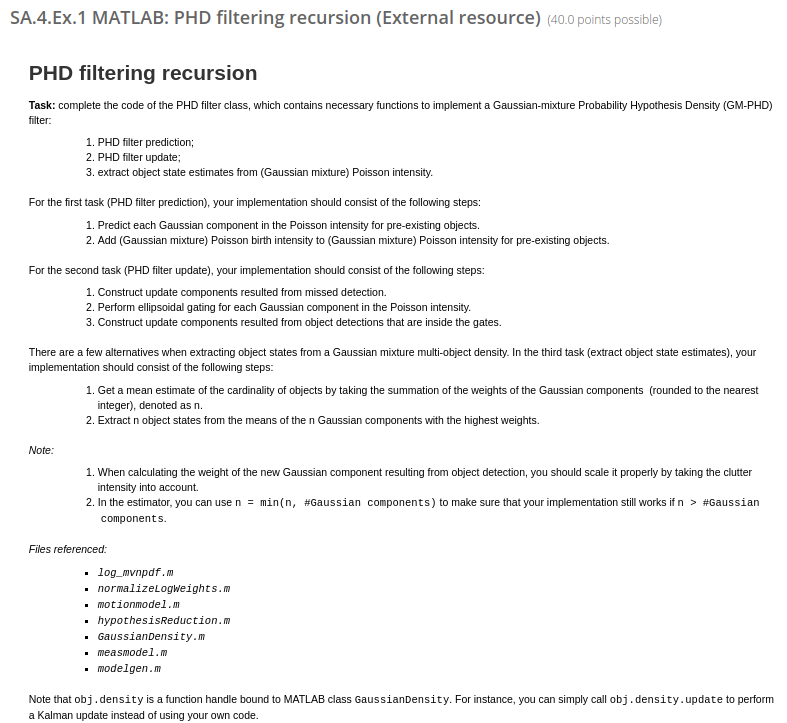 SA.4.Ex.1 MATLAB: PHD filtering recursion (External resource) (40.0 points possible)
PHD filtering recursion
Task: complete the code of the PHD filter class, which contains necessary functions to implement a Gaussian-mixture Probability Hypothesis Density (GM-PHD)
filter:
1. PHD filter prediction;
2. PHD filter update;
3. extract object state estimates from (Gaussian mixture) Poisson intensity.
For the first task (PHD filter prediction), your implementation should consist of the following steps:
1. Predict each Gaussian component in the Poisson intensity for pre-existing objects.
2. Add (Gaussian mixture) Poisson birth intensity to (Gaussian mixture) Poisson intensity for pre-existing objects.
For the second task (PHD filter update), your implementation should consist of the following steps:
1. Construct update components resulted from missed detection.
2. Perform ellipsoidal gating for each Gaussian component in the Poisson intensity.
3. Construct update components resulted from object detections that are inside the gates.
There are a few alternatives when extracting object states from a Gaussian mixture multi-object density. In the third task (extract object state estimates), your
implementation should consist of the following steps:
1. Get a mean estimate of the cardinality of objects by taking the summation of the weights of the Gaussian components (rounded to the nearest
integer), denoted as n.
2. Extract n object states from the means of the n Gaussian components with the highest weights.
Note:
1. When calculating the weight of the new Gaussian component resulting from object detection, you should scale it properly by taking the clutter
intensity into account.
2. In the estimator, you can use n = min(n, #Gaussian components) to make sure that your implementation still works if n > #Gaussian
components.
Files referenced:
▪ log_mvnpdf.m
▪ normalizeLogWeights.m
▪ motionmodel.m
▪ hypothesisReduction.m
▪ GaussianDensity.m
▪ measmodel.m
▪ modelgen.m
Note that obj.density is a function handle bound to MATLAB class GaussianDensity. For instance, you can simply call obj.density.update to perform
a Kalman update instead of using your own code.